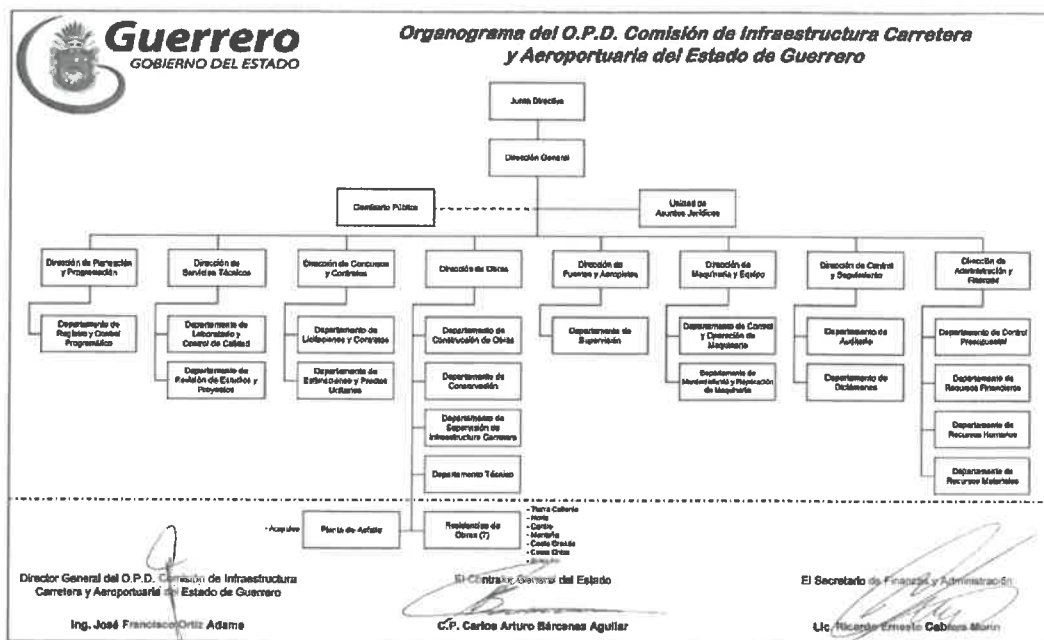 Guerrero
GOBIERNO DEL ESTADO
Organograma del O.P.D. Comisión de Infraestructura Carretera
y Aeroportuaria del Estado de Guerrero
Junta Directiva
Dirección General
Comisario Público
Unidad de
Asuntos Jurídicos
Dirección de Planeación
y Programación
Dirección de
Servicios Técnicos
Dirección de Concursos
y Contratos
Dirección de Obras
Dirección de
Puentes y Aeropistas
Dirección de
Maquinaria y Equipo
Dirección de Control
y Seguimiento
Dirección de
Administración y
Finanzas
Departamento de
Registro y Control
Programático
Departamento de
Laboratorio y
Control de Calidad
Departamento de
Licitaciones y Contratos
Departamento de
Construcción de Obras
Departamento de
Supervisión
Departamento de Control
y Operación de
Maquinaria
Departamento de
Auditoría
Departamento de Control
Presupuestal
Departamento de
Revisión de Estudios y
Proyectos
Departamento de
Estimaciones y Precios
Unitarios
Departamento de
Conservación
Departamento de
Mantenimiento y Reparación
de Maquinaria
Departamento de
Dictámenes
Departamento de
Recursos Financieros
Departamento de
Supervisión de
Infraestructura Carretera
Departamento de
Recursos Humanos
Departamento Técnico
Departamento de
Recursos Materiales
- Acapulco
Planta de Asfalto
Residencias de
Obras (7)
- Tierra Caliente
- Norte
- Centro
- Montaña
- Costa Grande
- Costa Chica
Director General del O.P.D. Comisión de Infraestructura
Carretera y Aeroportuaria del Estado de Guerrero
Ing. José Francisco Ortiz Adame
El Contralor General del Estado
C.P. Carlos Arturo Bárcenas Aguilar
El Secretario de Finanzas y Administración
Lic. Ricardo Ernesto Cabrera Morín